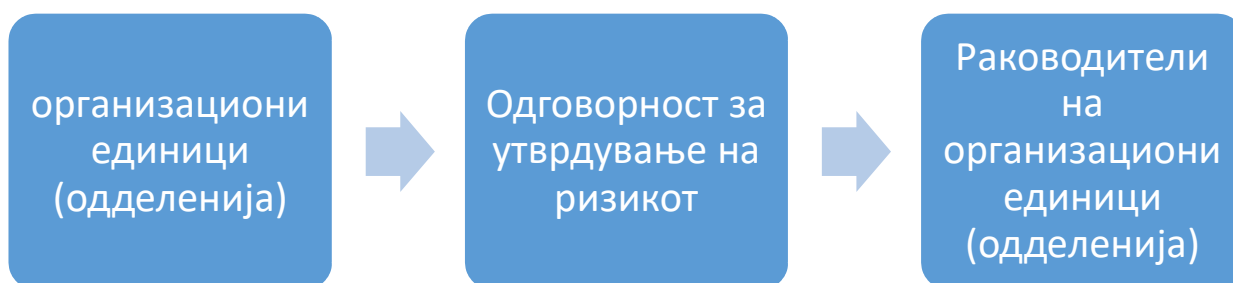 организациони
единици
(одделенија)
Одговорност за
утврдување на
ризикот
Раководители
на
организациони
единици
(одделенија)